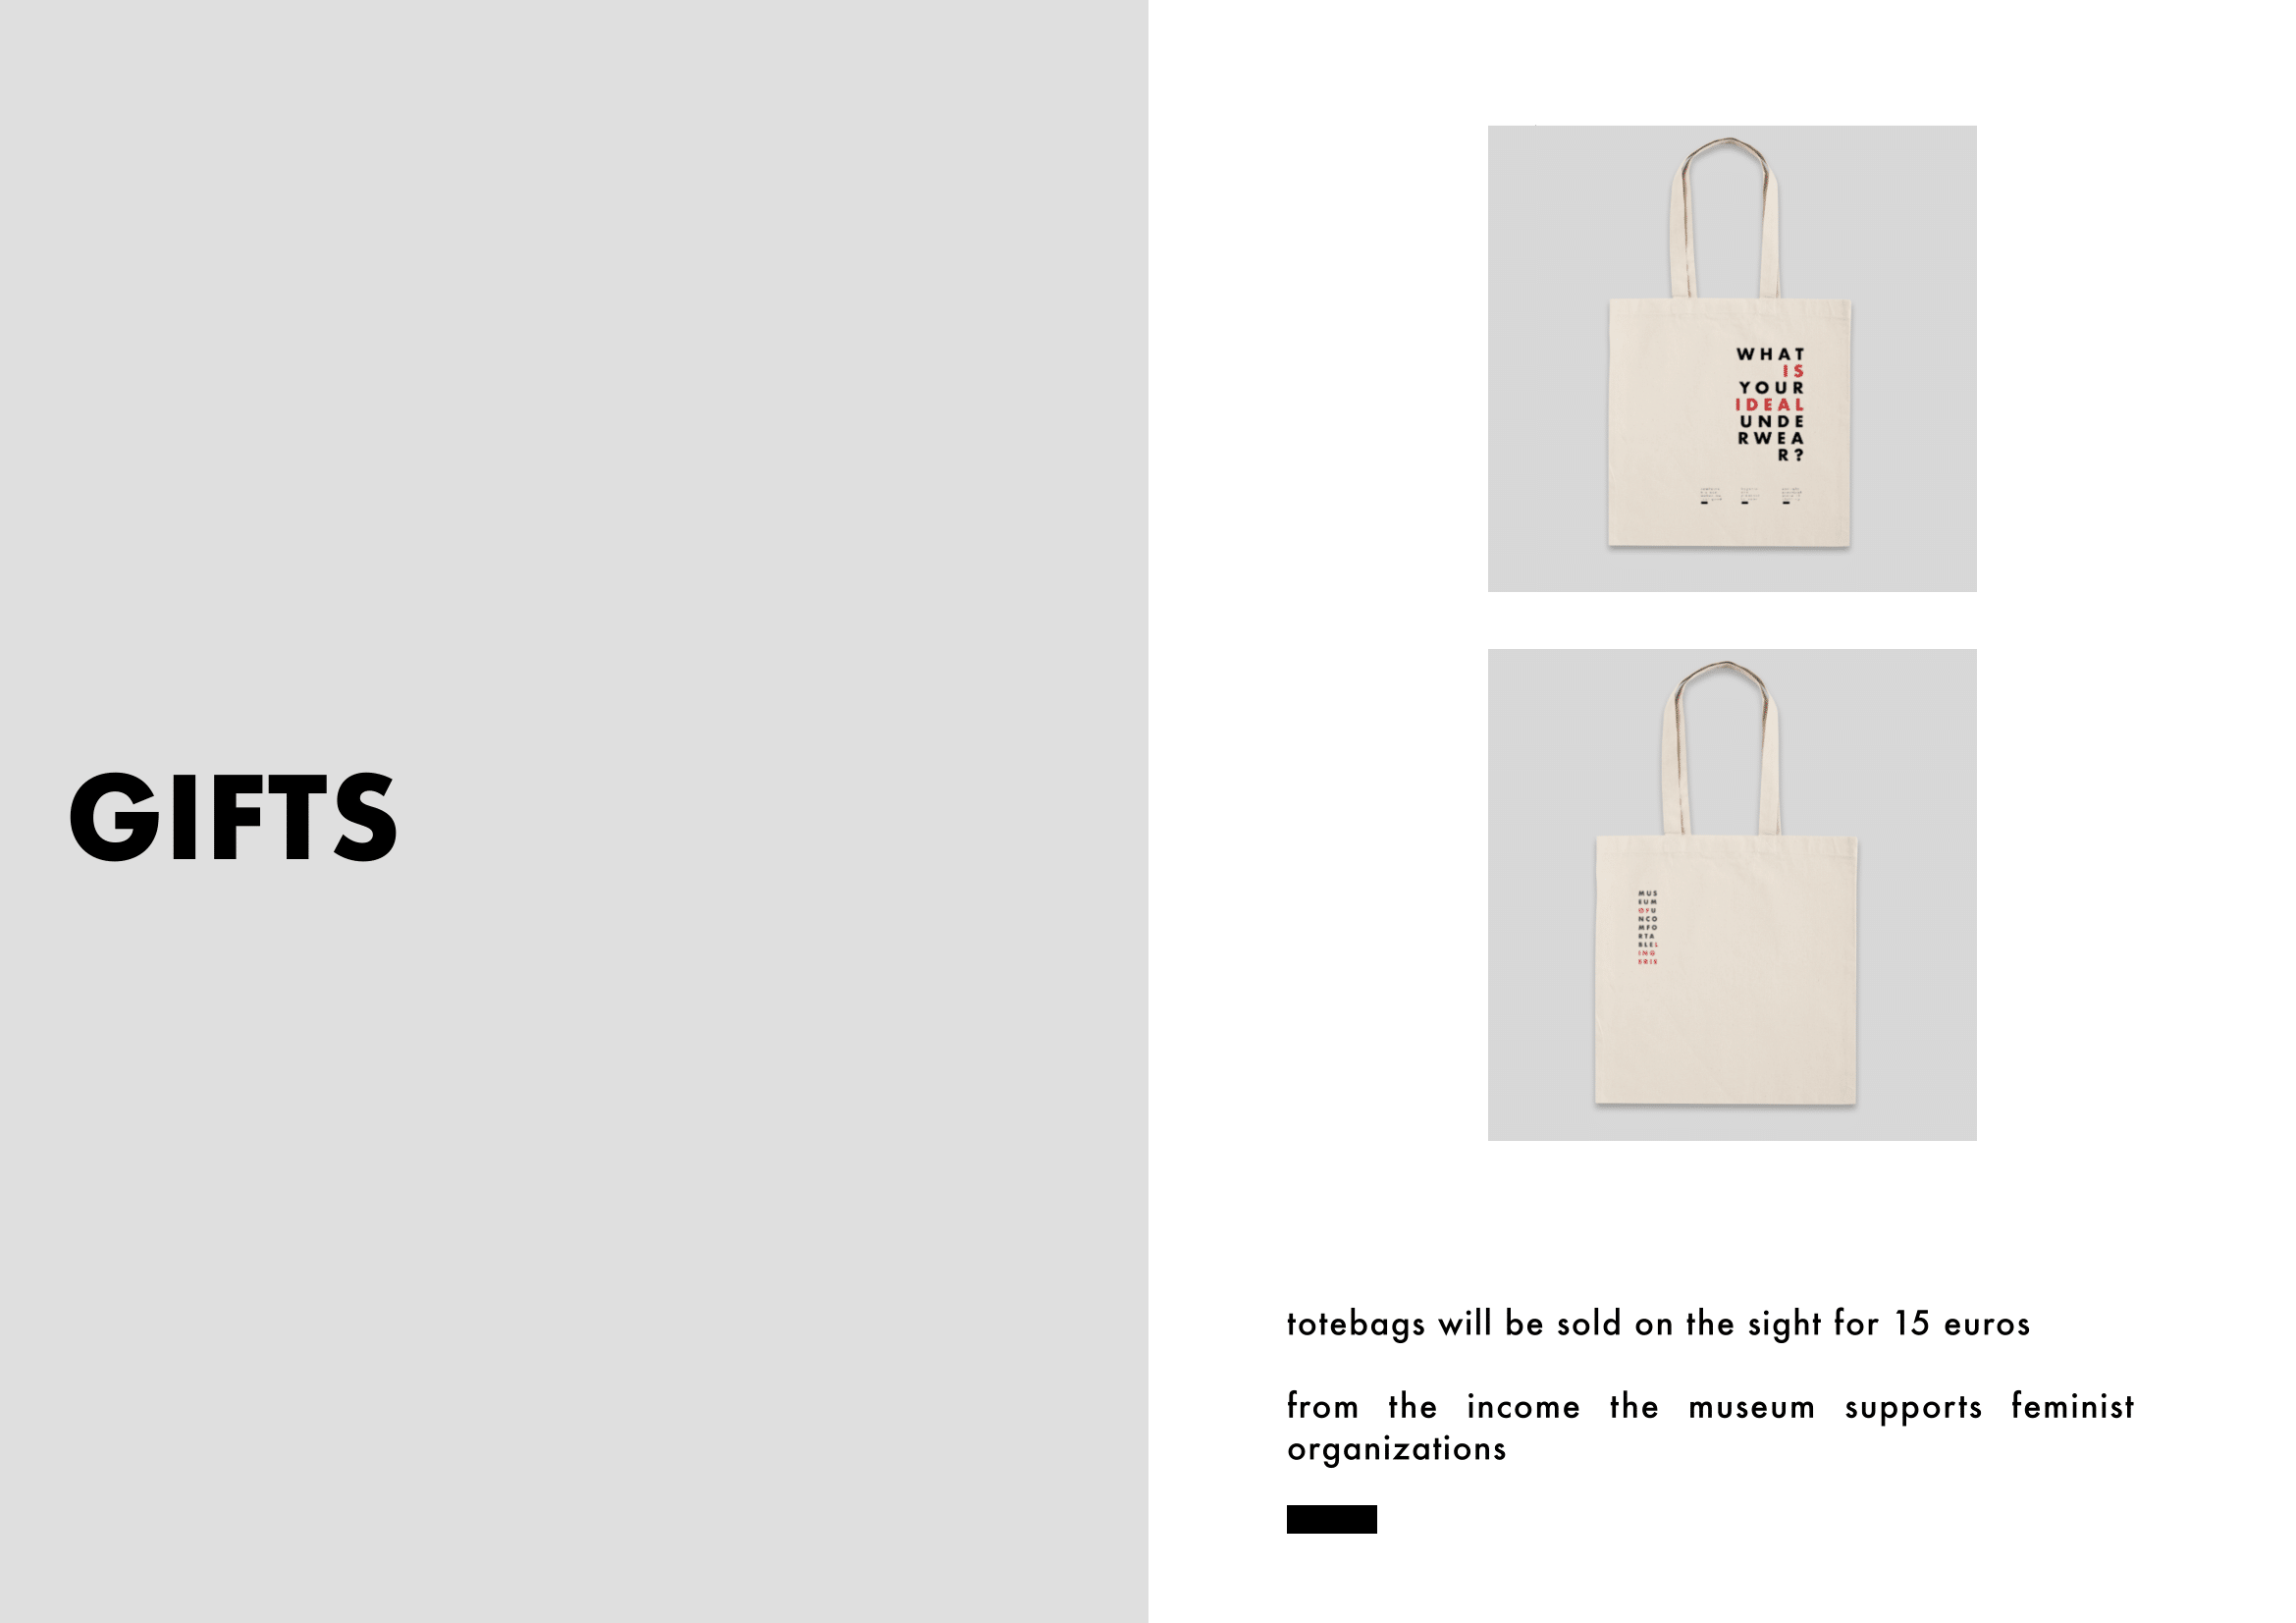 GIFTS
WHAT
IS
YOUR
IDEAL
UNDE
RWEA
R?
MUS
EUM
OFU
NCO
MFO
RTA
BLEL
ING
ERIE
totebags will be sold on the sight for 15 euros
from the income the museum supports feminist
organizations